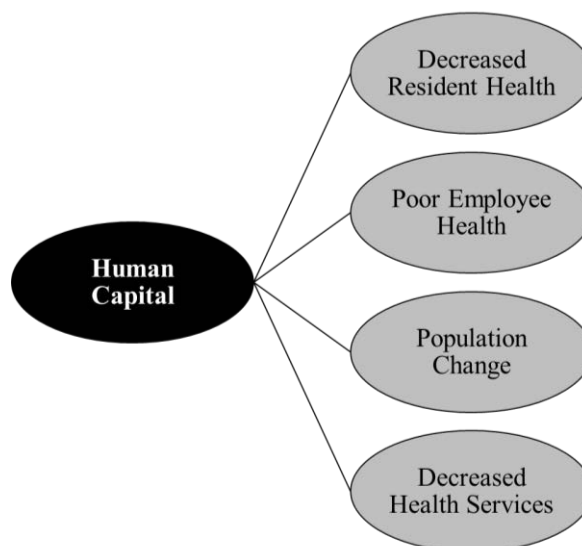 Decreased
Resident Health
Poor Employee
Health
Human
Capital
Population
Change
Decreased
Health Services